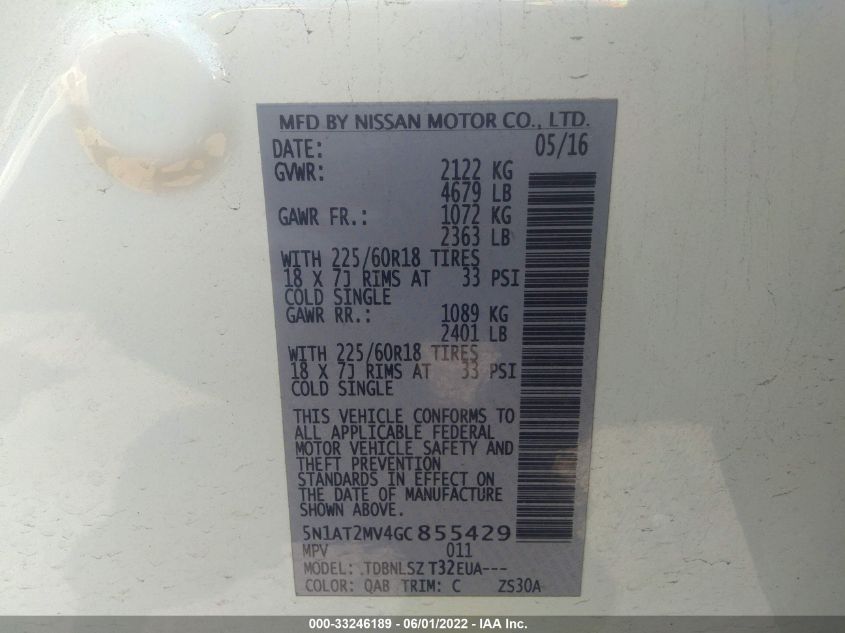 MFD BY NISSAN MOTOR CO., LTD.
DATE: 05/16
GVWR: 2122 KG
4679 LB
GAWR FR.: 1072 KG
2363 LB
WITH 225/60R18 TIRES
18 X 7J RIMS AT 33 PSI
COLD SINGLE
GAWR RR.: 1089 KG
2401 LB
WITH 225/60R18 TIRES
18 X 7J RIMS AT 33 PSI
COLD SINGLE
THIS VEHICLE CONFORMS TO
ALL APPLICABLE FEDERAL
MOTOR VEHICLE SAFETY AND
THEFT PREVENTION
STANDARDS IN EFFECT ON
THE DATE OF MANUFACTURE
SHOWN ABOVE.
5N1AT2MV4GC855429
MPV 011
MODEL: TDBNLSZ T32EUA---
COLOR: QAB TRIM: C ZS30A
000-33246189 - 06/01/2022 - IAA, Inc.